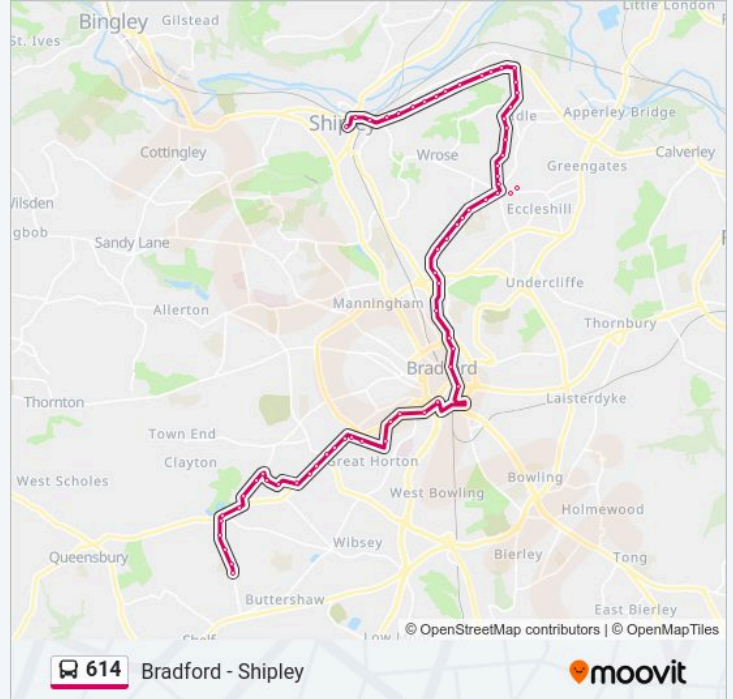 Little London
Bingley
Gilstead
St. Ives
Shipley
Apperley Bridge
Cottingley
Wrose
Calverley
Greengates
Eccleshill
Sandy Lane
Undercliffe
Allerton
Manningham
Thornbury
Bradford
Thornton
Laisterdyke
Town End
Clayton
Great Horton
West Scholes
Bowling
West Bowling
Holmewood
Wibsey
Queensbury
Bierley
Tong
Buttershaw
East Bierley
© OpenStreetMap contributors | © OpenMapTiles
614 Bradford - Shipley
moovit